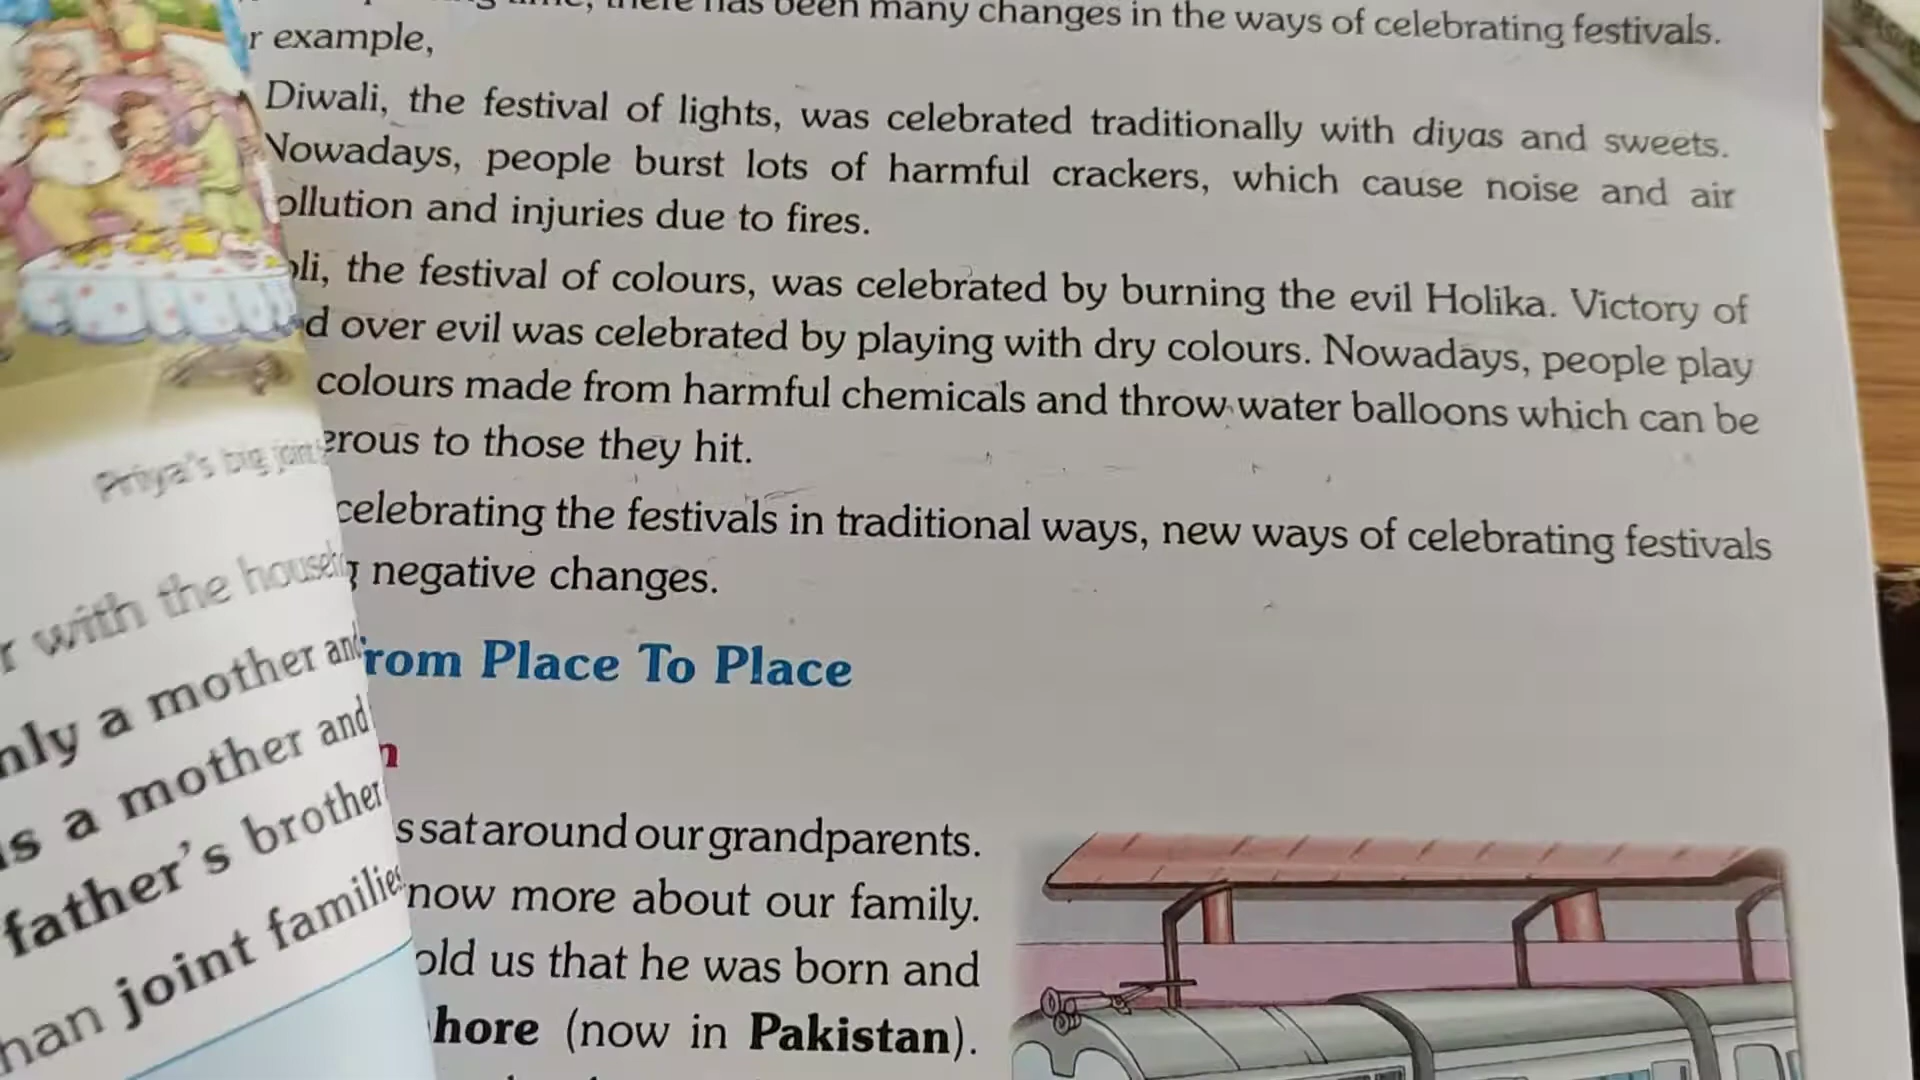 has been many changes in the ways of celebrating festivals.
r example,
Diwali, the festival of lights, was celebrated traditionally with diyas and sweets.
Nowadays, people burst lots of harmful crackers, which cause noise and air
ollution and injuries due to fires.
oli, the festival of colours, was celebrated by burning the evil Holika. Victory of
d over evil was celebrated by playing with dry colours. Nowadays, people play
colours made from harmful chemicals and throw water balloons which can be
erous to those they hit.
celebrating the festivals in traditional ways, new ways of celebrating festivals
g negative changes.
rom Place To Place
n
s sat around our grandparents.
now more about our family.
old us that he was born and
hore (now in Pakistan).
Priya's big joint
r with the househ
nly a mother and
is a mother and
father's brother
han joint families